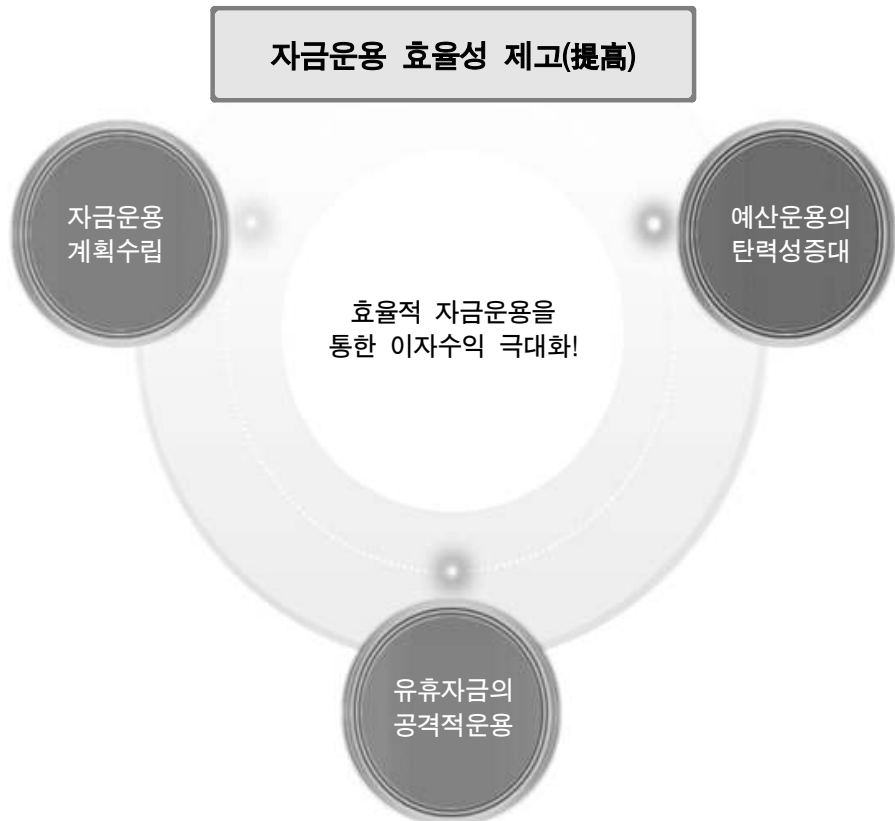 자금운용 효율성 제고(提高)
자금운용
계획수립
예산운용의
탄력성증대
효율적 자금운용을
통한 이자수익 극대화!
유휴자금의
공격적운용